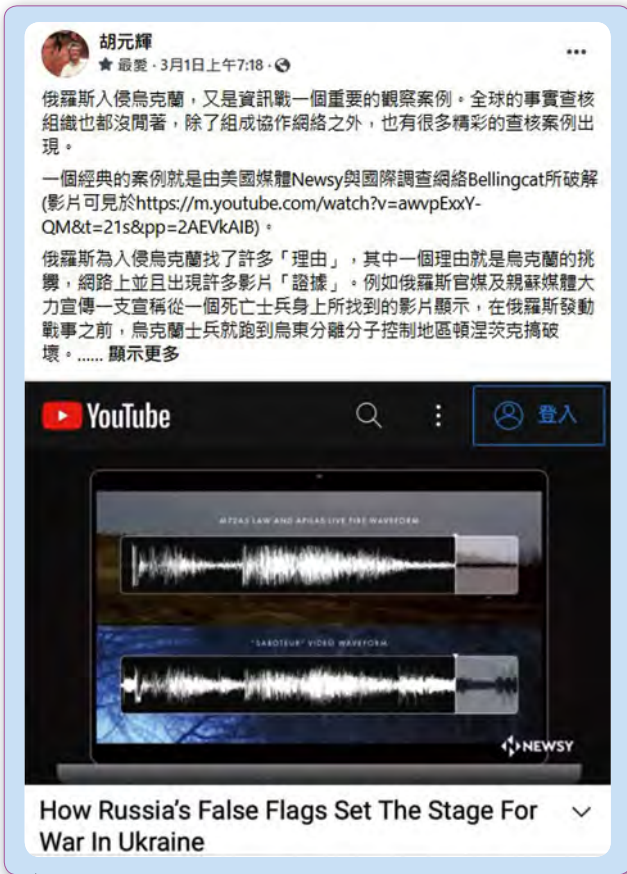 胡元輝
★ 最愛 · 3月1日上午7:18 ·
俄羅斯入侵烏克蘭，又是資訊戰一個重要的觀察案例。全球的事實查核
組織也都沒閒著，除了組成協作網絡之外，也有很多精彩的查核案例出
現。
一個經典的案例就是由美國媒體Newsy與國際調查網絡Bellingcat所破解
(影片可見於https://m.youtube.com/watch?v=awvpExxY-
QM&t=21s&pp=2AEVkAIB)。
俄羅斯為入侵烏克蘭找了許多「理由」，其中一個理由就是烏克蘭的挑
釁，網路上並且出現許多影片「證據」。例如俄羅斯官媒及親蘇媒體大
力宣傳一支宣稱從一個死亡士兵身上所找到的影片顯示，在俄羅斯發動
戰事之前，烏克蘭士兵就跑到烏東分離分子控制地區頓涅茨克搞破
壞。...... 顯示更多
YouTube
登入
M72A3 LAW AND APILAS LIVE FIRE WAVEFORM
"SABOTEUR" VIDEO WAVEFORM
NEWSY
How Russia's False Flags Set The Stage For
War In Ukraine